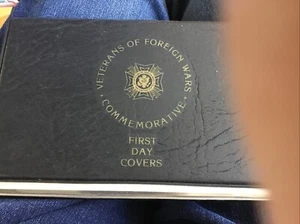 · VETERANS OF FOREIGN WARS ·
COMMEMORATIVE
FIRST
DAY
COVERS